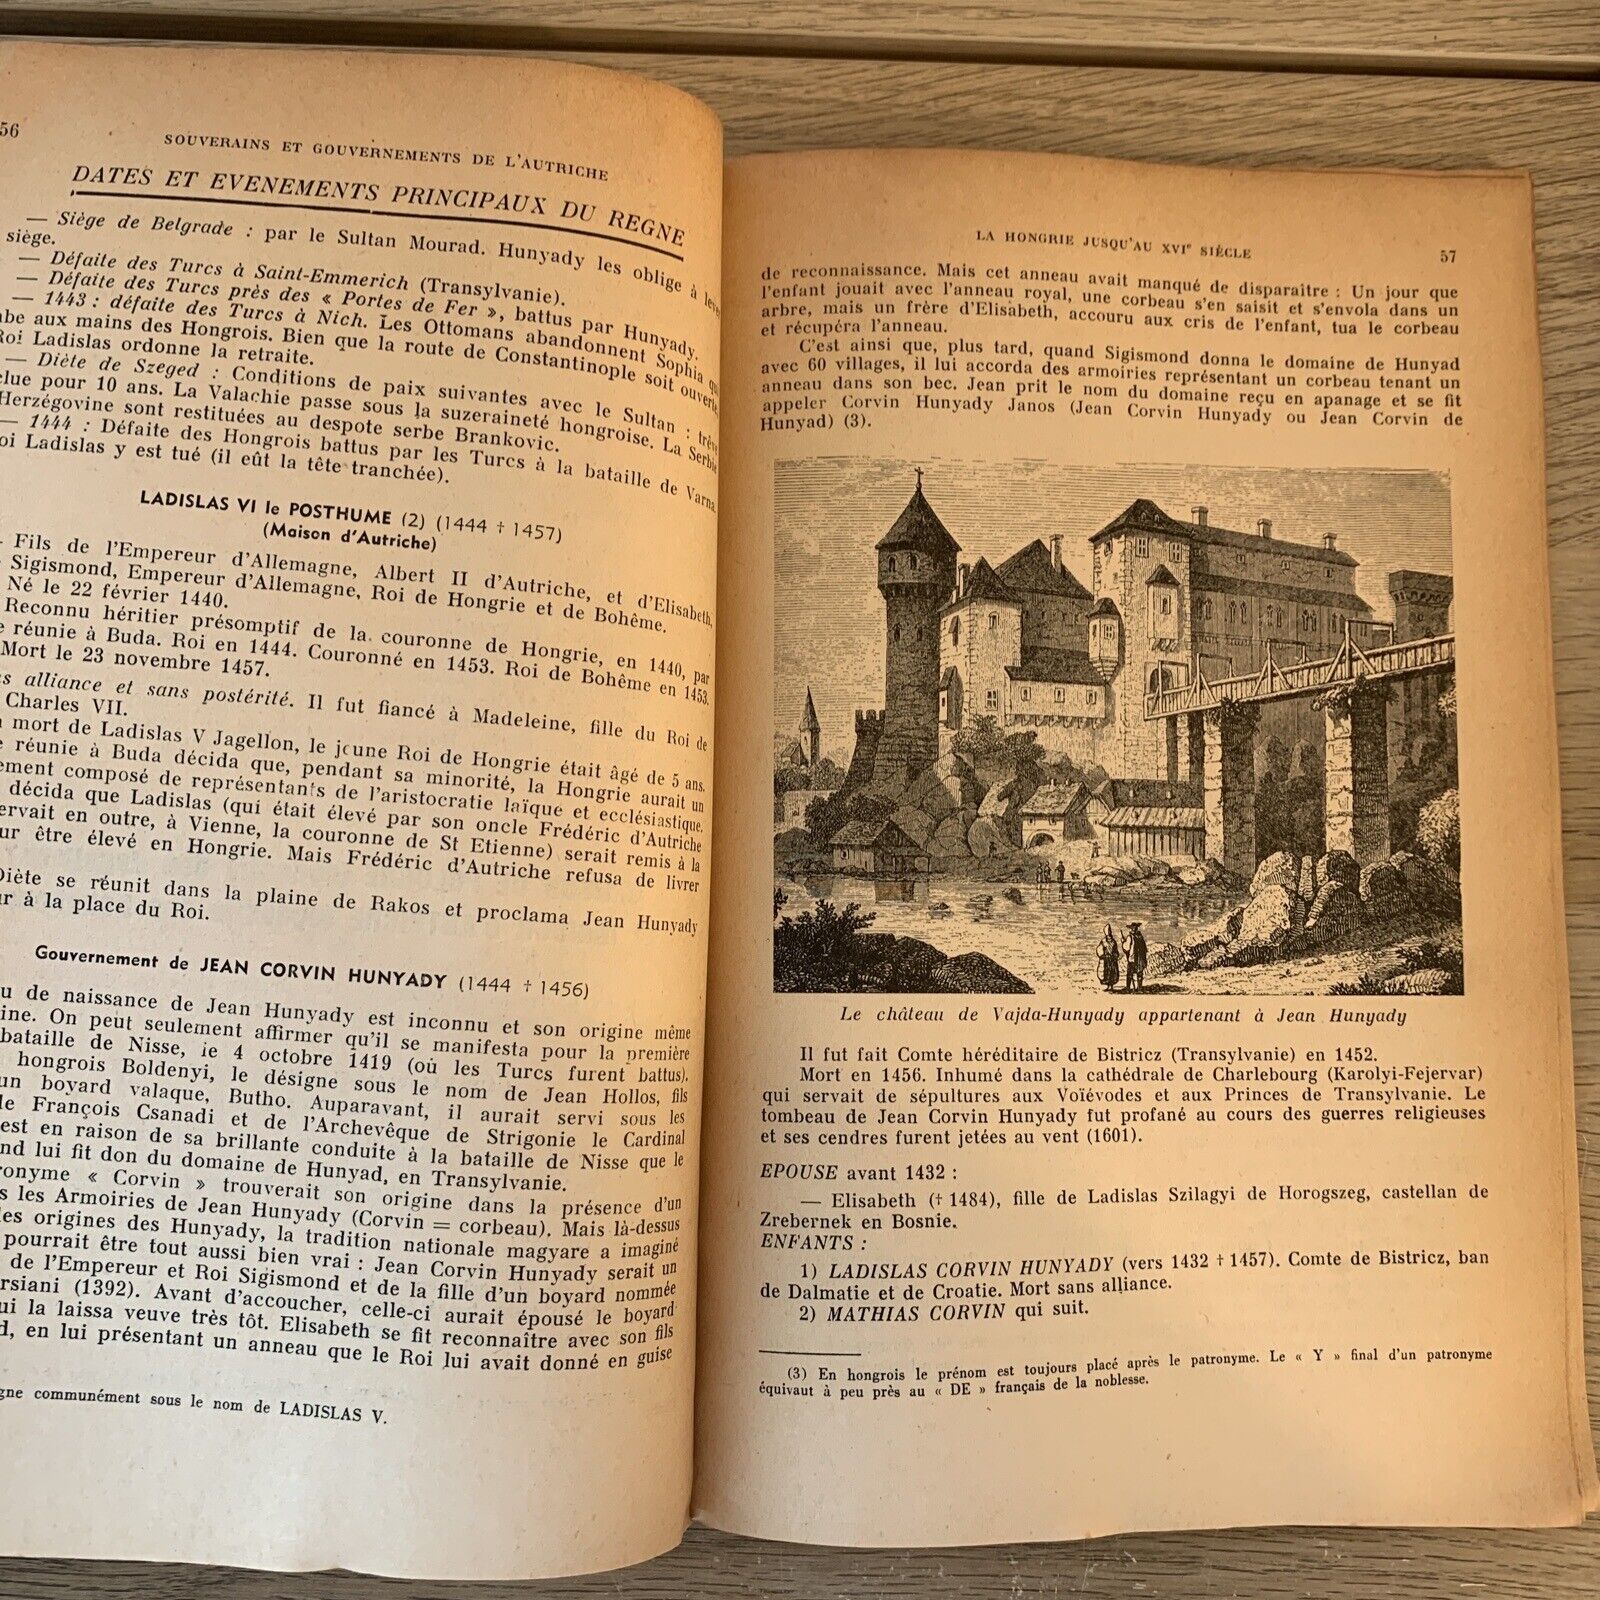 56
SOUVERAINS ET GOUVERNEMENTS DE L'AUTRICHE
DATES ET EVENEMENTS PRINCIPAUX DU REGNE
— Siège de Belgrade : par le Sultan Mourad. Hunyady les oblige à lever
siège.
— Défaite des Turcs à Saint-Emmerich (Transylvanie).
— Défaite des Turcs près des « Portes de Fer », battus par Hunyady.
— 1443 : défaite des Turcs à Nich. Les Ottomans abandonnent Sophia qui
aux mains des Hongrois. Bien que la route de Constantinople soit ouverte,
Ladislas ordonne la retraite.
— Diète de Szeged : Conditions de paix suivantes avec le Sultan : trêve
pour 10 ans. La Valachie passe sous la suzeraineté hongroise. La Serbie
Herzégovine sont restituées au despote serbe Brankovic.
— 1444 : Défaite des Hongrois battus par les Turcs à la bataille de Varna.
Ladislas y est tué (il eût la tête tranchée).
LADISLAS VI le POSTHUME (2) (1444 † 1457)
(Maison d'Autriche)
Fils de l'Empereur d'Allemagne, Albert II d'Autriche, et d'Elisabeth,
Sigismond, Empereur d'Allemagne, Roi de Hongrie et de Bohême.
Né le 22 février 1440.
Reconnu héritier présomptif de la couronne de Hongrie, en 1440, par
réunie à Buda. Roi en 1444. Couronné en 1453. Roi de Bohême en 1453.
Mort le 23 novembre 1457.
alliance et sans postérité. Il fut fiancé à Madeleine, fille du Roi de
Charles VII.
mort de Ladislas V Jagellon, le jeune Roi de Hongrie était âgé de 5 ans.
réunie à Buda décida que, pendant sa minorité, la Hongrie aurait un
composé de représentants de l'aristocratie laïque et ecclésiastique.
décida que Ladislas (qui était élevé par son oncle Frédéric d'Autriche
en outre, à Vienne, la couronne de St Etienne) serait remis à la
être élevé en Hongrie. Mais Frédéric d'Autriche refusa de livrer
Diète se réunit dans la plaine de Rakos et proclama Jean Hunyady
à la place du Roi.
Gouvernement de JEAN CORVIN HUNYADY (1444 † 1456)
de naissance de Jean Hunyady est inconnu et son origine même
On peut seulement affirmer qu'il se manifesta pour la première
bataille de Nisse, le 4 octobre 1419 (où les Turcs furent battus).
hongrois Boldenyi, le désigne sous le nom de Jean Hollos, fils
un boyard valaque, Butho. Auparavant, il aurait servi sous les
de François Csanadi et de l'Archevêque de Strigonie le Cardinal
est en raison de sa brillante conduite à la bataille de Nisse que le
lui fit don du domaine de Hunyad, en Transylvanie.
« Corvin » trouverait son origine dans la présence d'un
les Armoiries de Jean Hunyady (Corvin = corbeau). Mais là-dessus
les origines des Hunyady, la tradition nationale magyare a imaginé
pourrait être tout aussi bien vrai : Jean Corvin Hunyady serait un
de l'Empereur et Roi Sigismond et de la fille d'un boyard nommée
(1392). Avant d'accoucher, celle-ci aurait épousé le boyard
la laissa veuve très tôt. Elisabeth se fit reconnaître avec son fils
en lui présentant un anneau que le Roi lui avait donné en guise
communément sous le nom de LADISLAS V.
LA HONGRIE JUSQU'AU XVIe SIÈCLE
57
de reconnaissance. Mais cet anneau avait manqué de disparaitre : Un jour que
l'enfant jouait avec l'anneau royal, une corbeau s'en saisit et s'envola dans un
arbre, mais un frère d'Elisabeth, accouru aux cris de l'enfant, tua le corbeau
et récupéra l'anneau.
C'est ainsi que, plus tard, quand Sigismond donna le domaine de Hunyad
avec 60 villages, il lui accorda des armoiries représentant un corbeau tenant un
anneau dans son bec. Jean prit le nom du domaine reçu en apanage et se fit
appeler Corvin Hunyady Janos (Jean Corvin Hunyady ou Jean Corvin de
Hunyad) (3).
Le château de Vajda-Hunyady appartenant à Jean Hunyady
Il fut fait Comte héréditaire de Bistricz (Transylvanie) en 1452.
Mort en 1456. Inhumé dans la cathédrale de Charlebourg (Karolyi-Fejervar)
qui servait de sépultures aux Voïévodes et aux Princes de Transylvanie. Le
tombeau de Jean Corvin Hunyady fut profané au cours des guerres religieuses
et ses cendres furent jetées au vent (1601).
EPOUSE avant 1432 :
— Elisabeth († 1484), fille de Ladislas Szilagyi de Horogszeg, castellan de
Zrebernek en Bosnie.
ENFANTS :
1) LADISLAS CORVIN HUNYADY (vers 1432 † 1457). Comte de Bistricz, ban
de Dalmatie et de Croatie. Mort sans alliance.
2) MATHIAS CORVIN qui suit.
(3) En hongrois le prénom est toujours placé après le patronyme. Le « Y » final d'un patronyme
équivaut à peu près au « DE » français de la noblesse.